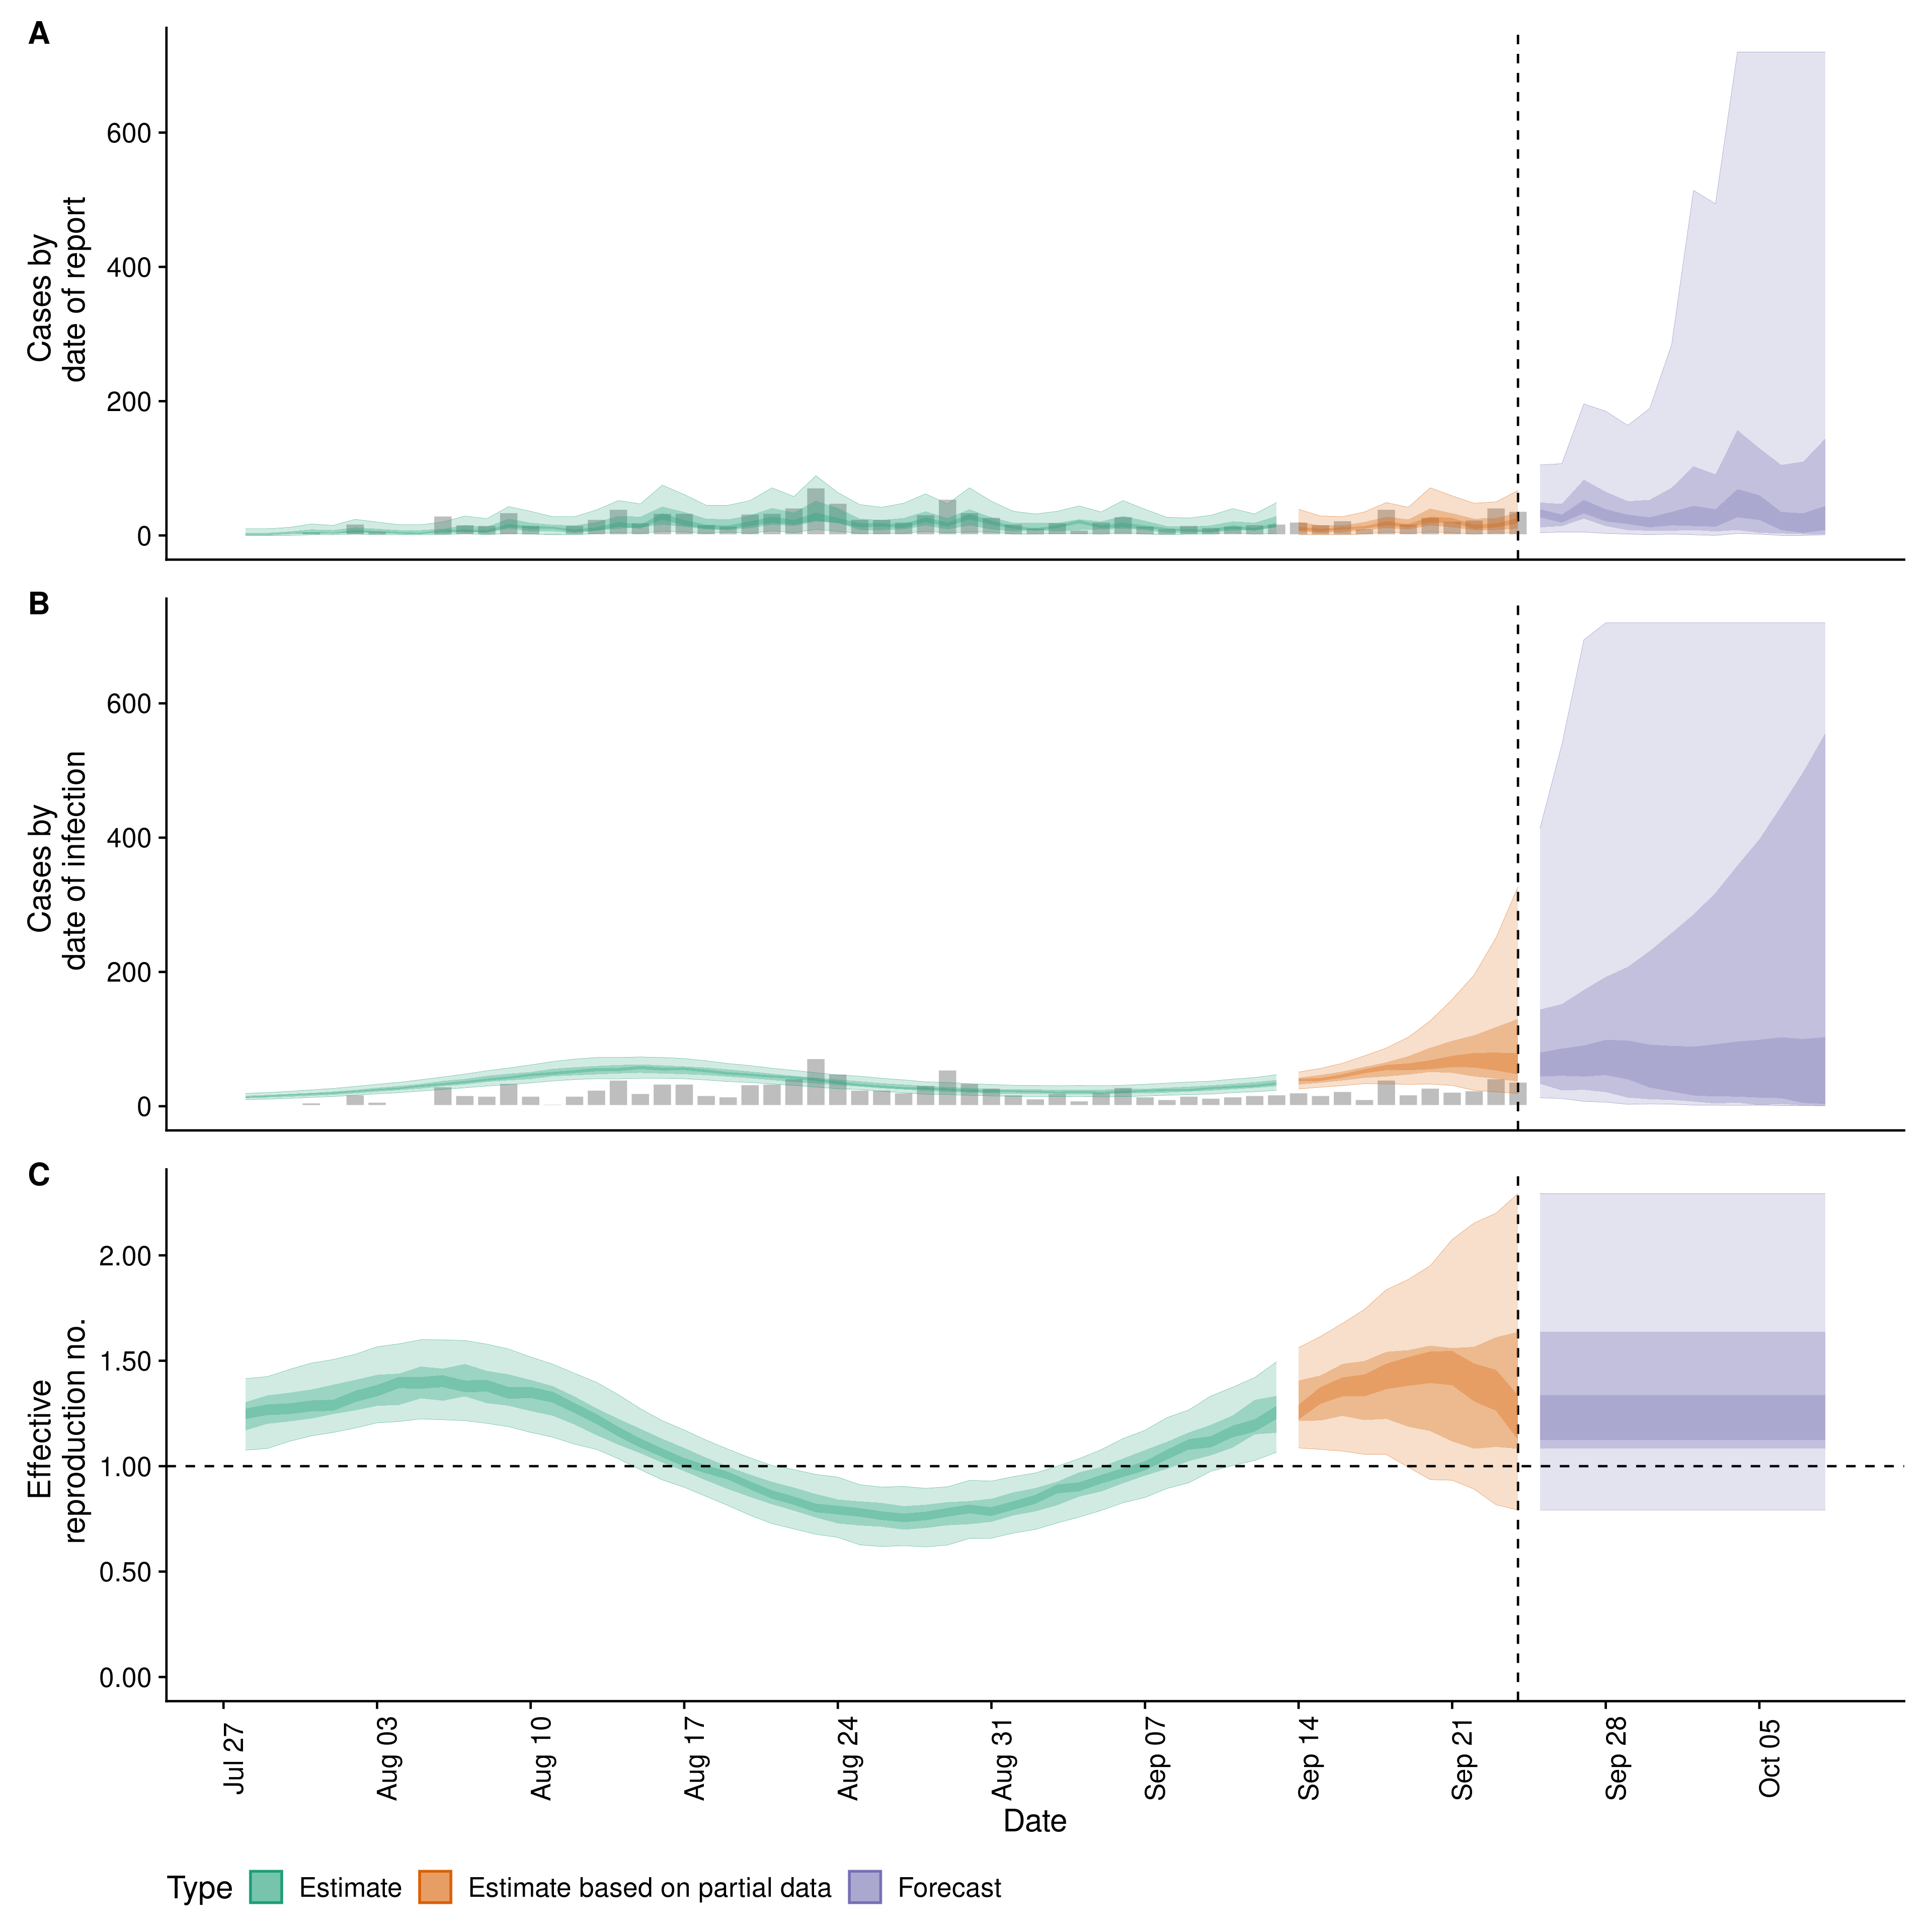 A
Cases by
date of report
600
400
200
0
B
Cases by
date of infection
600
400
200
0
C
Effective
reproduction no.
2.00
1.50
1.00
0.50
0.00
Jul 27
Aug 03
Aug 10
Aug 17
Aug 24
Aug 31
Sep 07
Sep 14
Sep 21
Sep 28
Oct 05
Date
Type Estimate Estimate based on partial data Forecast